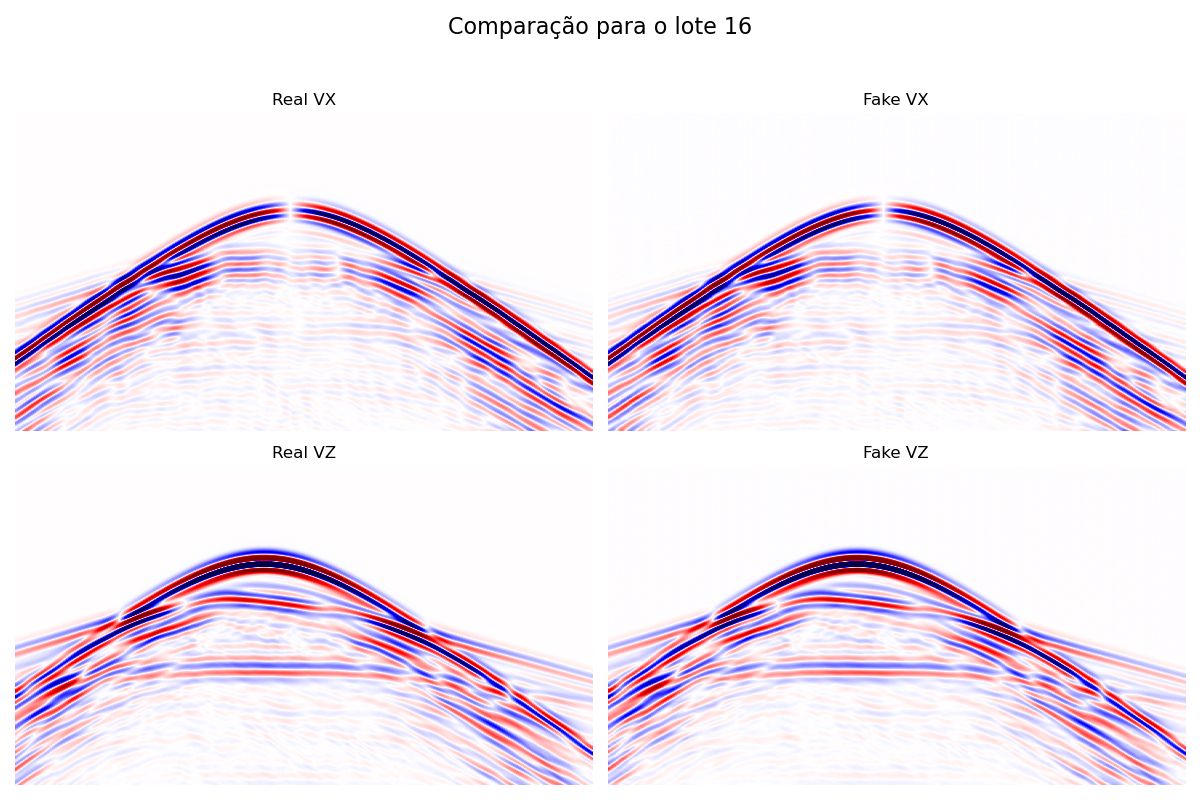 Comparação para o lote 16
Real VX
Fake VX
Real VZ
Fake VZ